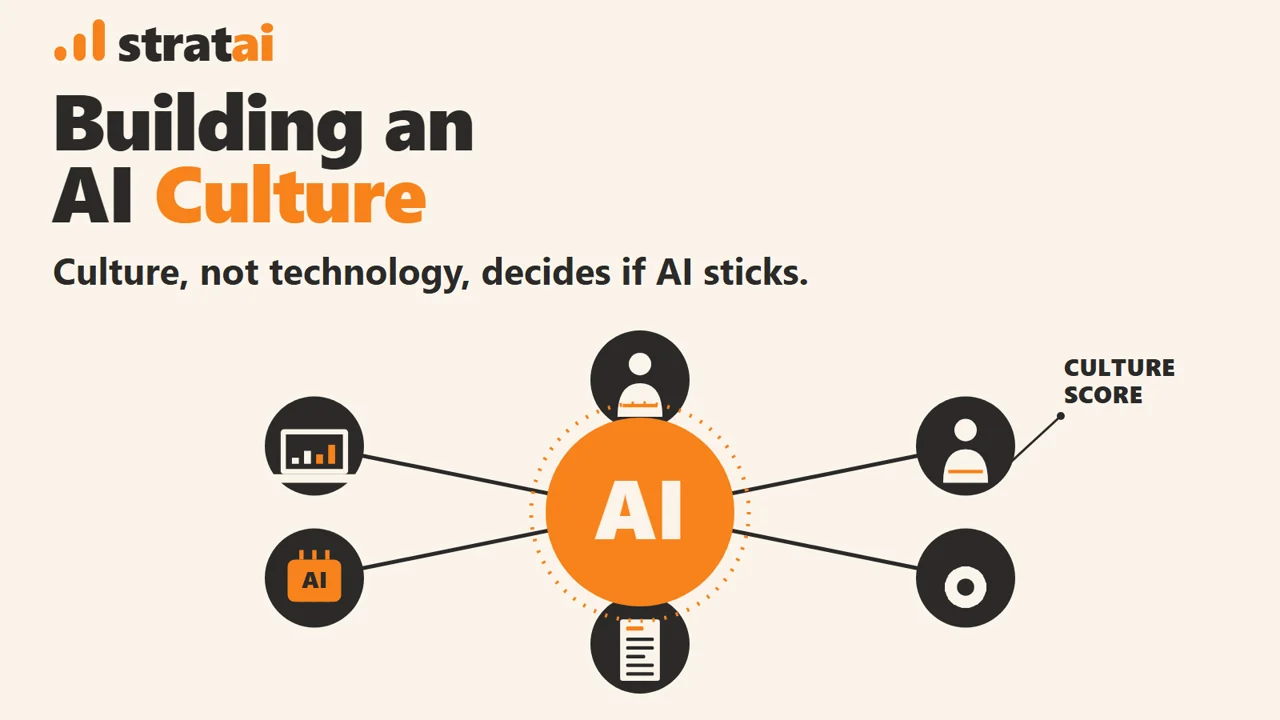 stratai
Building an
AI Culture
Culture, not technology, decides if AI sticks.
CULTURE
SCORE
AI
AI